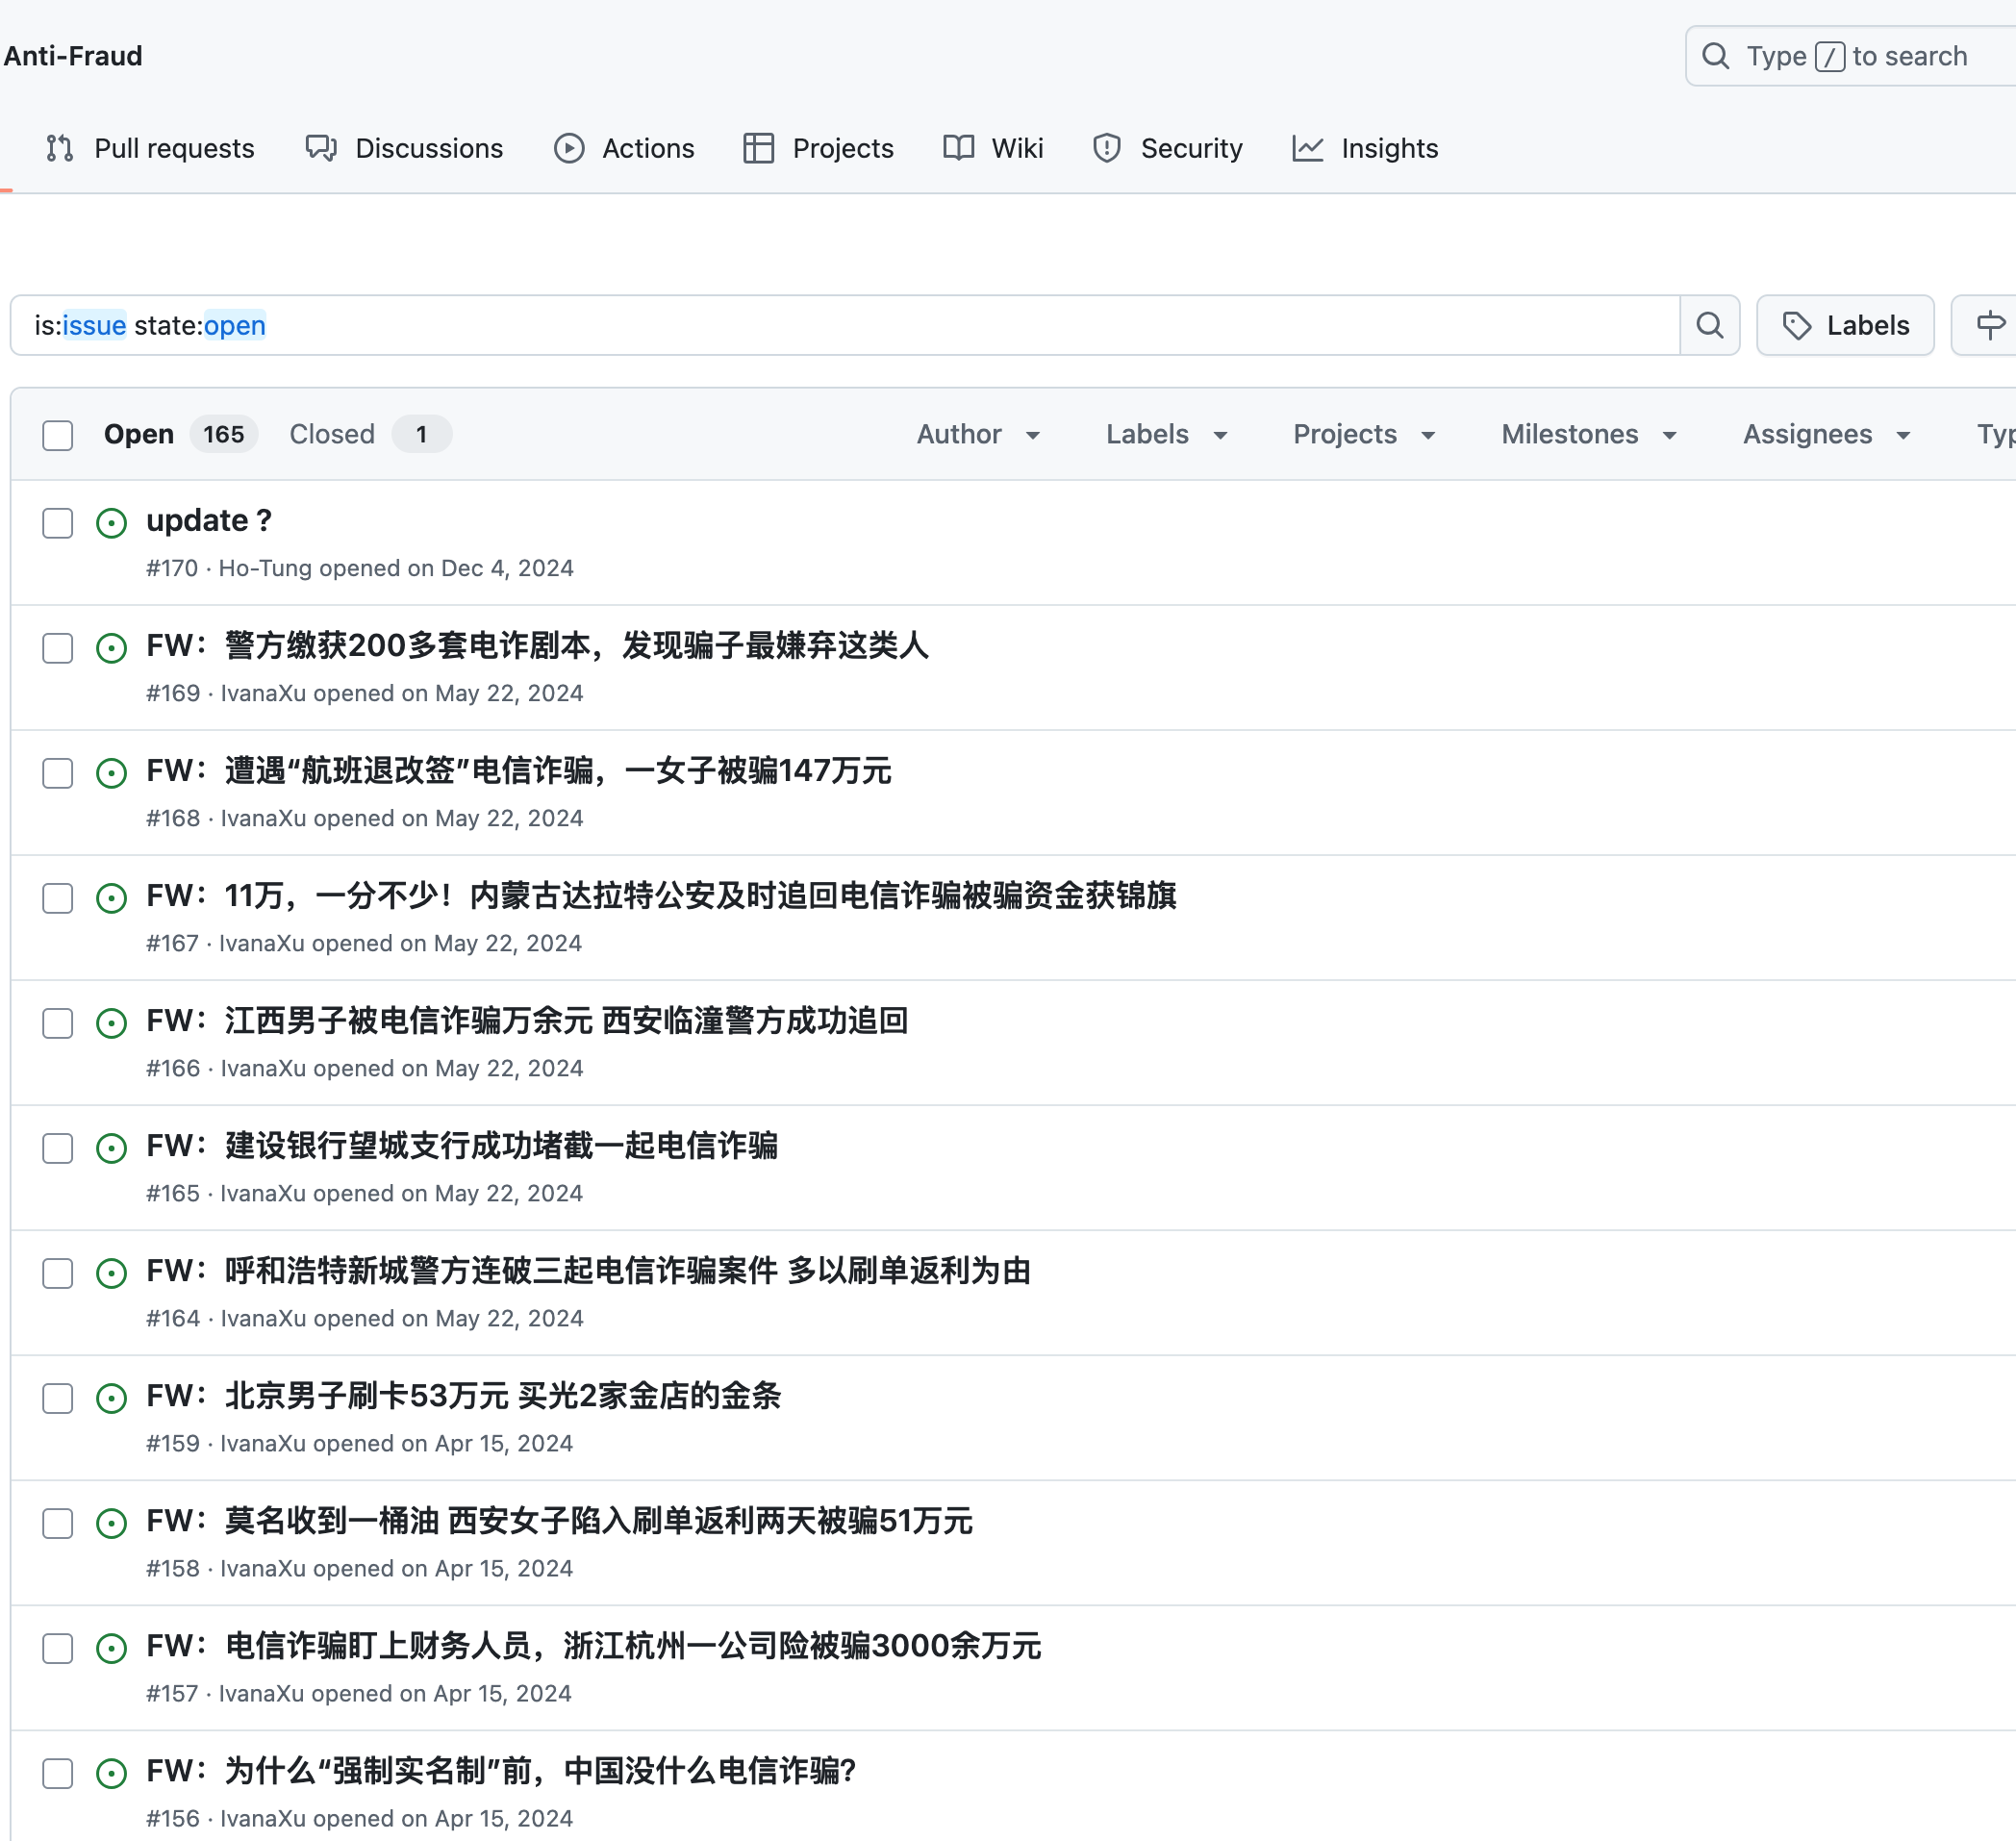 Anti-Fraud
Type / to search
Pull requests Discussions Actions Projects Wiki Security Insights
is:issue state:open
Labels
Open 165 Closed 1 Author Labels Projects Milestones Assignees
update ?
#170 · Ho-Tung opened on Dec 4, 2024
FW：警方缴获200多套电诈剧本，发现骗子最嫌弃这类人
#169 · IvanaXu opened on May 22, 2024
FW：遭遇“航班退改签”电信诈骗，一女子被骗147万元
#168 · IvanaXu opened on May 22, 2024
FW：11万，一分不少！内蒙古达拉特公安及时追回电信诈骗被骗资金获锦旗
#167 · IvanaXu opened on May 22, 2024
FW：江西男子被电信诈骗万余元 西安临潼警方成功追回
#166 · IvanaXu opened on May 22, 2024
FW：建设银行望城支行成功堵截一起电信诈骗
#165 · IvanaXu opened on May 22, 2024
FW：呼和浩特新城警方连破三起电信诈骗案件 多以刷单返利为由
#164 · IvanaXu opened on May 22, 2024
FW：北京男子刷卡53万元 买光2家金店的金条
#159 · IvanaXu opened on Apr 15, 2024
FW：莫名收到一桶油 西安女子陷入刷单返利两天被骗51万元
#158 · IvanaXu opened on Apr 15, 2024
FW：电信诈骗盯上财务人员，浙江杭州一公司险被骗3000余万元
#157 · IvanaXu opened on Apr 15, 2024
FW：为什么“强制实名制”前，中国没什么电信诈骗?
#156 · IvanaXu opened on Apr 15, 2024